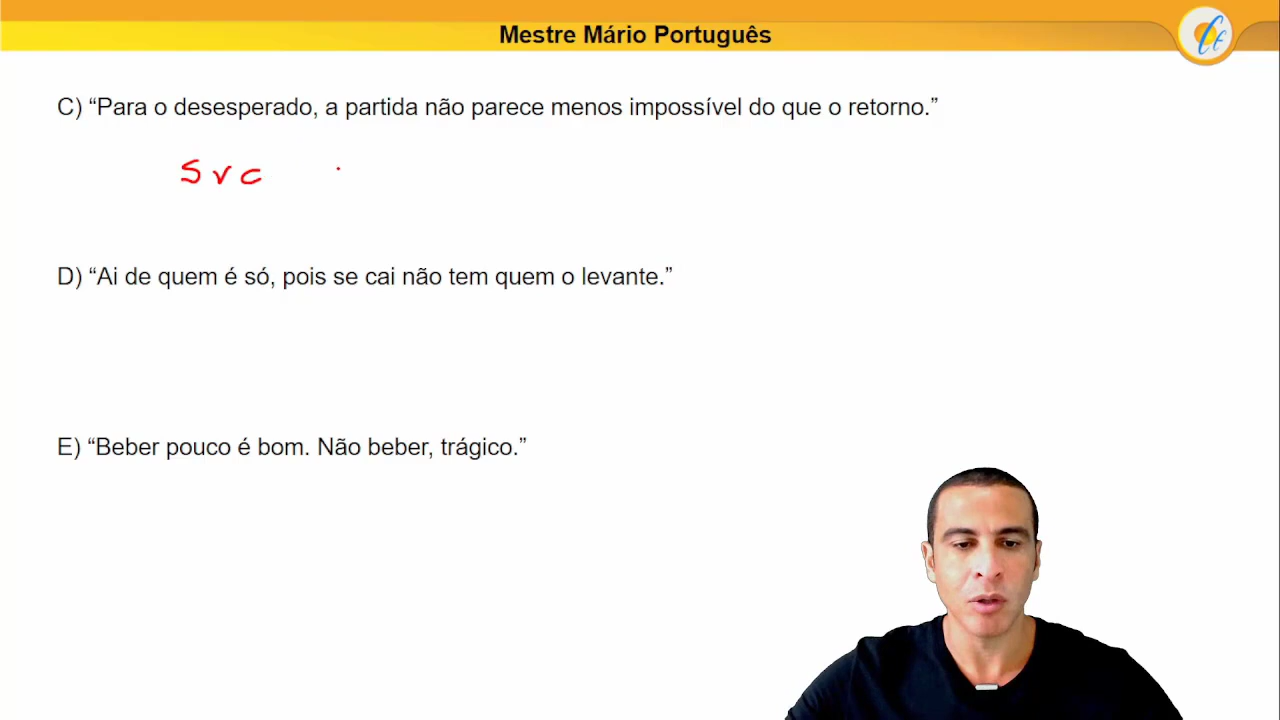 Mestre Mário Português
C) “Para o desesperado, a partida não parece menos impossível do que o retorno.”
S V C
D) “Ai de quem é só, pois se cai não tem quem o levante.”
E) “Beber pouco é bom. Não beber, trágico.”